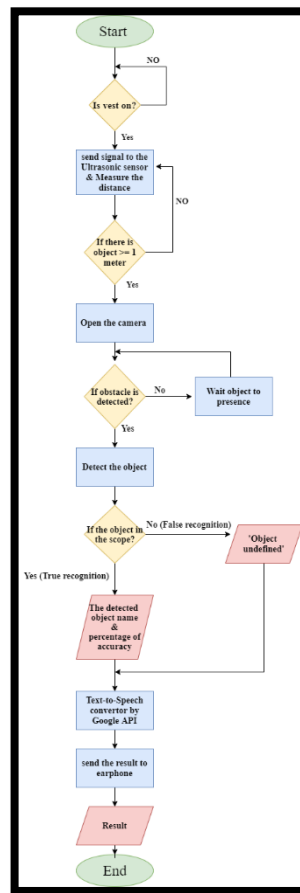 Start
NO
Is vest on?
Yes
send signal to the
Ultrasonic sensor
& Measure the
distance
NO
If there is
object >= 1
meter
Yes
Open the camera
If obstacle is
detected?
No
Wait object to
presence
Yes
Detect the object
If the object in
the scope?
No (False recognition)
'Object
undefined'
Yes (True recognition)
The detected
object name
&
percentage of
accuracy
Text-to-Speech
convertor by
Google API
send the result to
earphone
Result
End